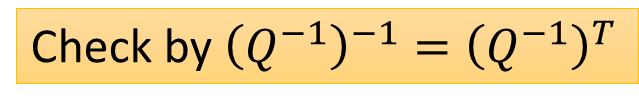 Check by (Q⁻¹)⁻¹ = (Q⁻¹)ᵀ